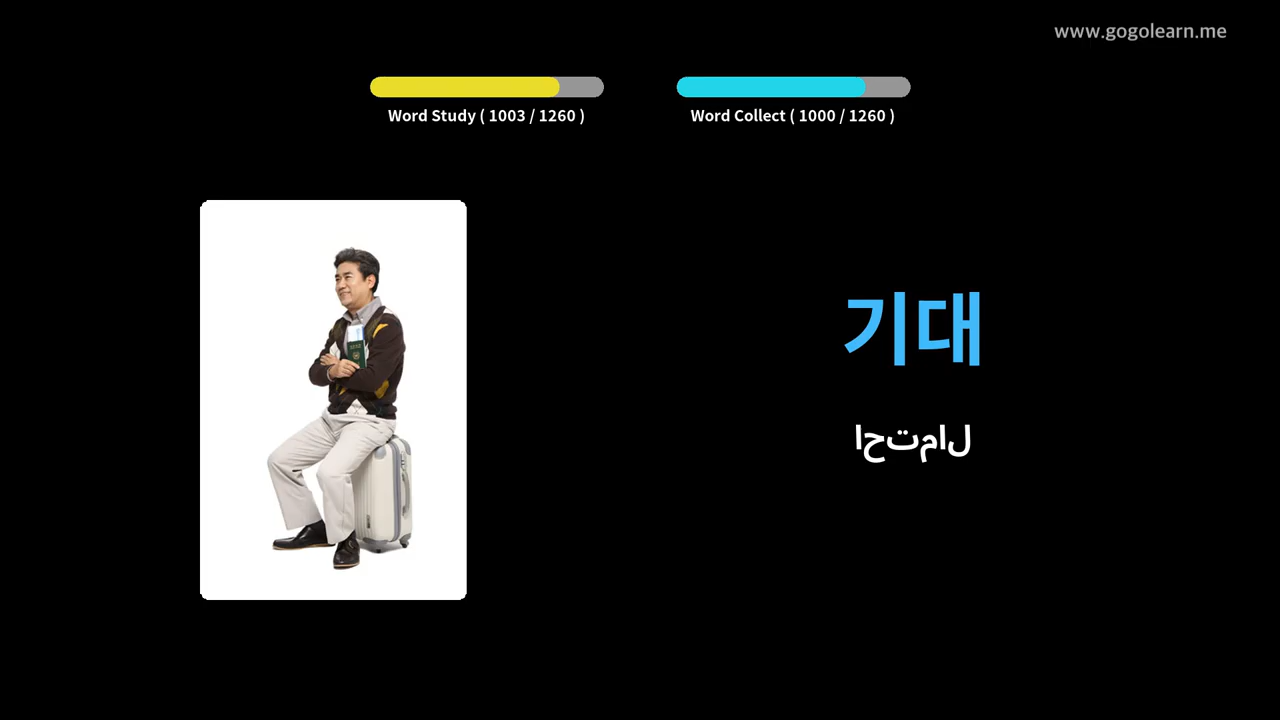 www.gogolearn.me
Word Study ( 1003 / 1260 )
Word Collect ( 1000 / 1260 )
기대
احتمال